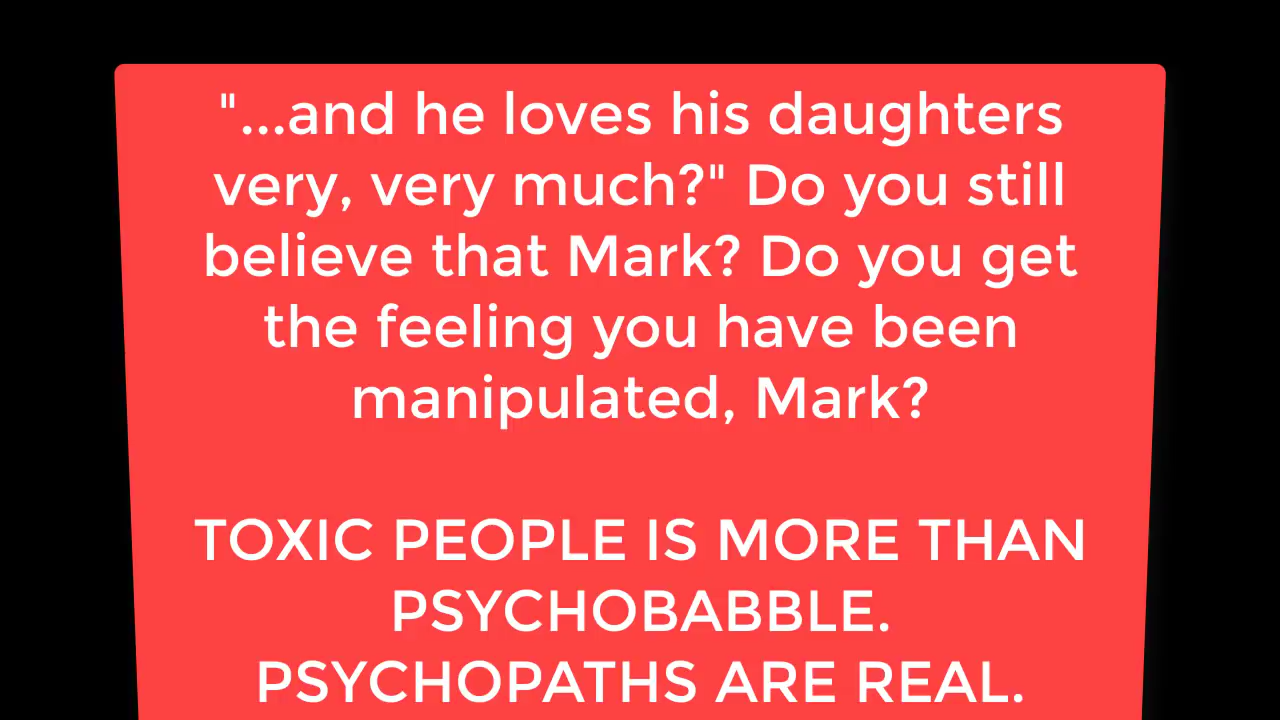 "...and he loves his daughters
very, very much?" Do you still
believe that Mark? Do you get
the feeling you have been
manipulated, Mark?
TOXIC PEOPLE IS MORE THAN
PSYCHOBABBLE.
PSYCHOPATHS ARE REAL.